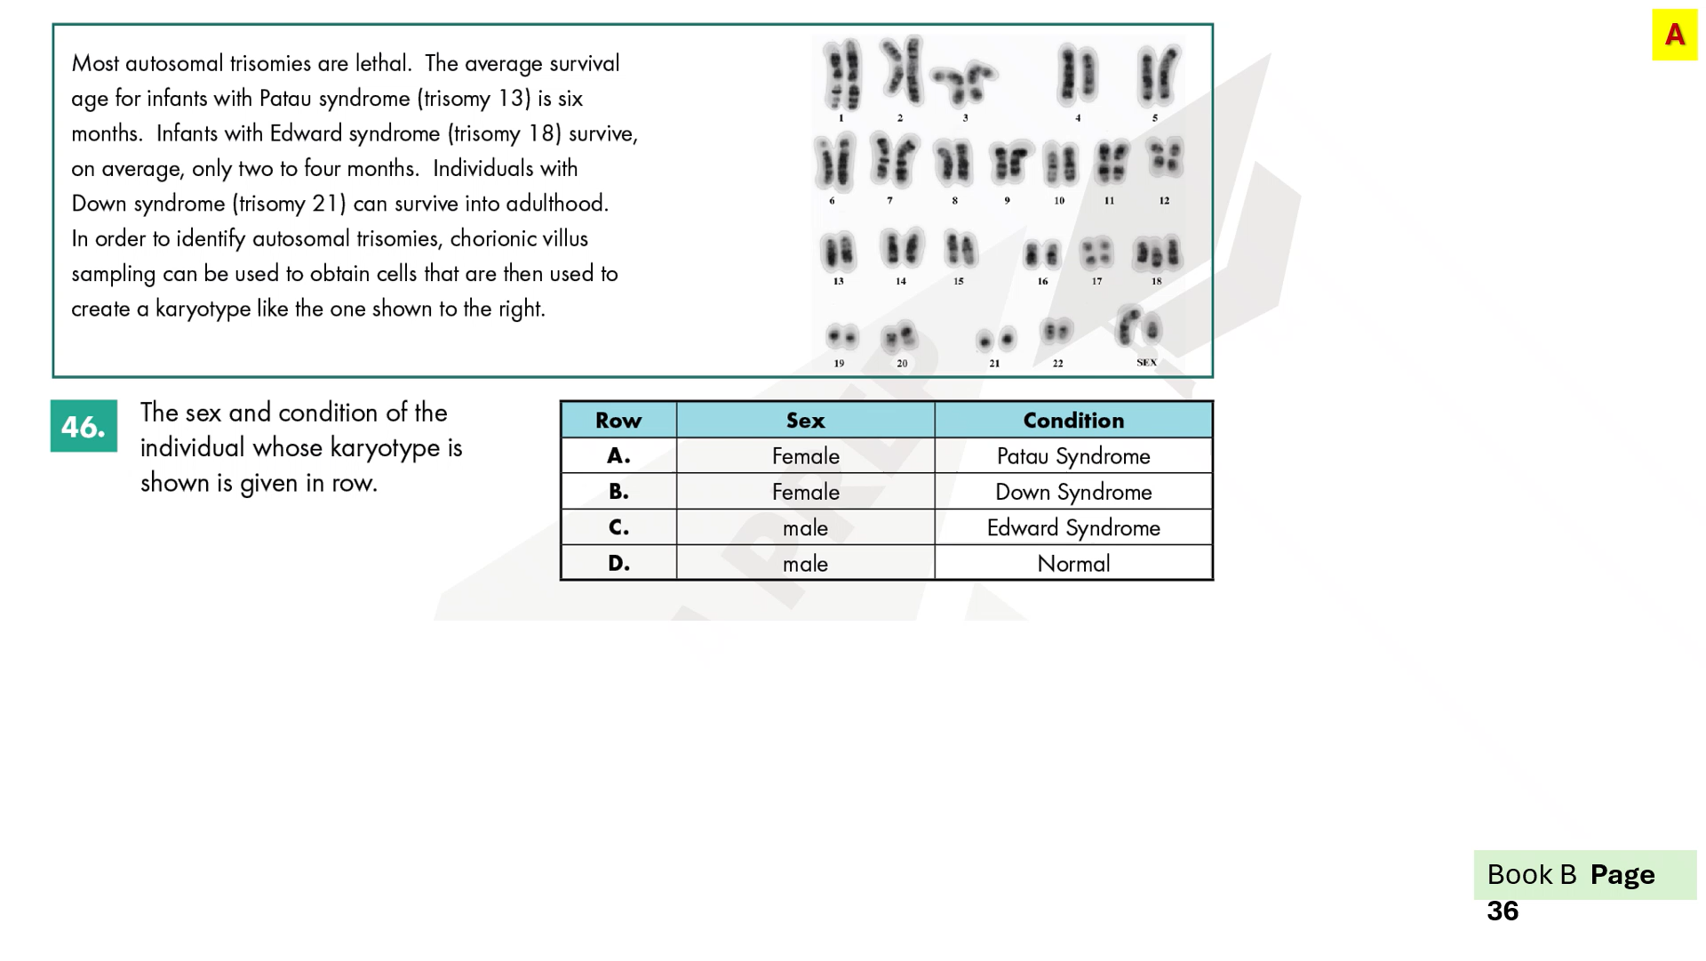 A
Most autosomal trisomies are lethal. The average survival
age for infants with Patau syndrome (trisomy 13) is six
months. Infants with Edward syndrome (trisomy 18) survive,
on average, only two to four months. Individuals with
Down syndrome (trisomy 21) can survive into adulthood.
In order to identify autosomal trisomies, chorionic villus
sampling can be used to obtain cells that are then used to
create a karyotype like the one shown to the right.
1 2 3 4 5
6 7 8 9 10 11 12
13 14 15 16 17 18
19 20 21 22 SEX
46. The sex and condition of the
individual whose karyotype is
shown is given in row.
Row Sex Condition
A. Female Patau Syndrome
B. Female Down Syndrome
C. male Edward Syndrome
D. male Normal
PREP
Book B Page
36